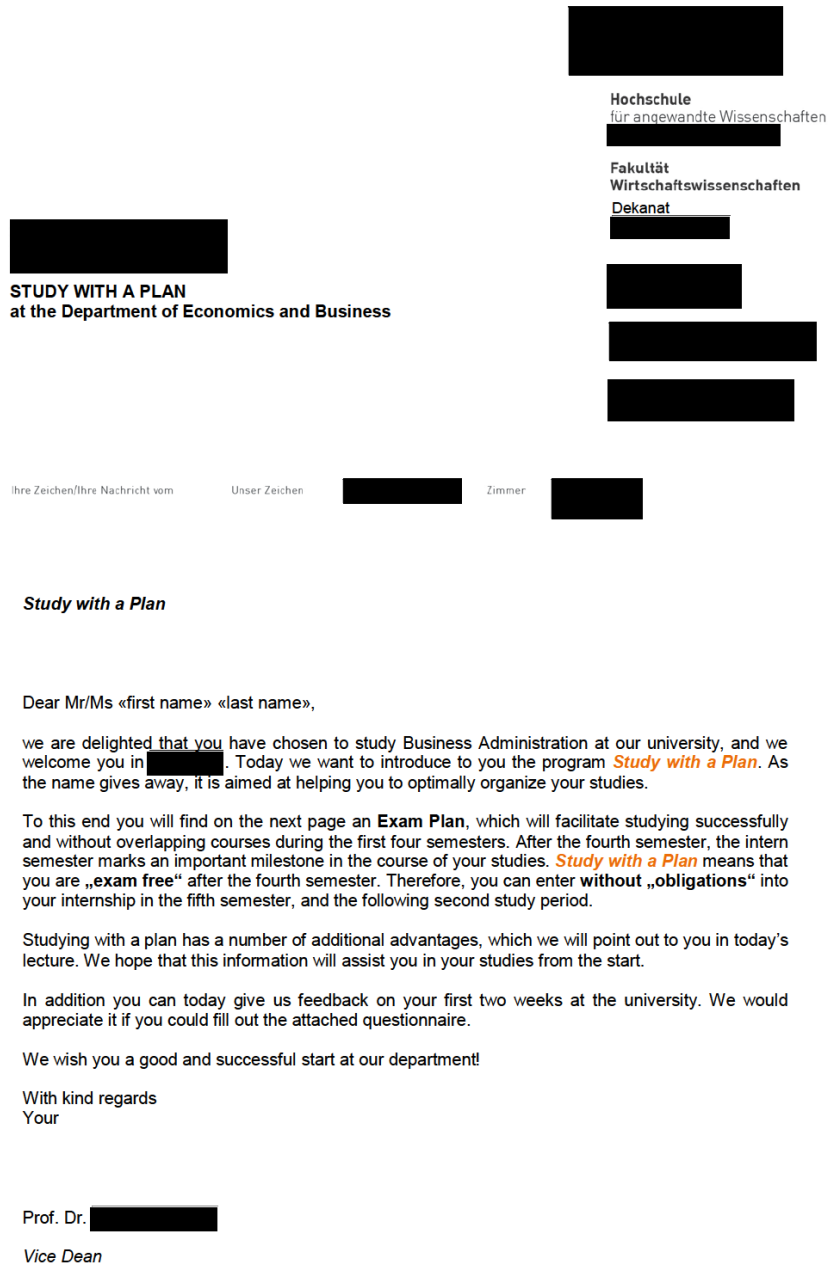 Hochschule
für angewandte Wissenschaften
Fakultät
Wirtschaftswissenschaften
Dekanat
STUDY WITH A PLAN
at the Department of Economics and Business
Ihre Zeichen/Ihre Nachricht vom Unser Zeichen Zimmer
Study with a Plan
Dear Mr/Ms «first name» «last name»,
we are delighted that you have chosen to study Business Administration at our university, and we
welcome you in . Today we want to introduce to you the program Study with a Plan. As
the name gives away, it is aimed at helping you to optimally organize your studies.
To this end you will find on the next page an Exam Plan, which will facilitate studying successfully
and without overlapping courses during the first four semesters. After the fourth semester, the intern
semester marks an important milestone in the course of your studies. Study with a Plan means that
you are „exam free“ after the fourth semester. Therefore, you can enter without „obligations“ into
your internship in the fifth semester, and the following second study period.
Studying with a plan has a number of additional advantages, which we will point out to you in today’s
lecture. We hope that this information will assist you in your studies from the start.
In addition you can today give us feedback on your first two weeks at the university. We would
appreciate it if you could fill out the attached questionnaire.
We wish you a good and successful start at our department!
With kind regards
Your
Prof. Dr.
Vice Dean